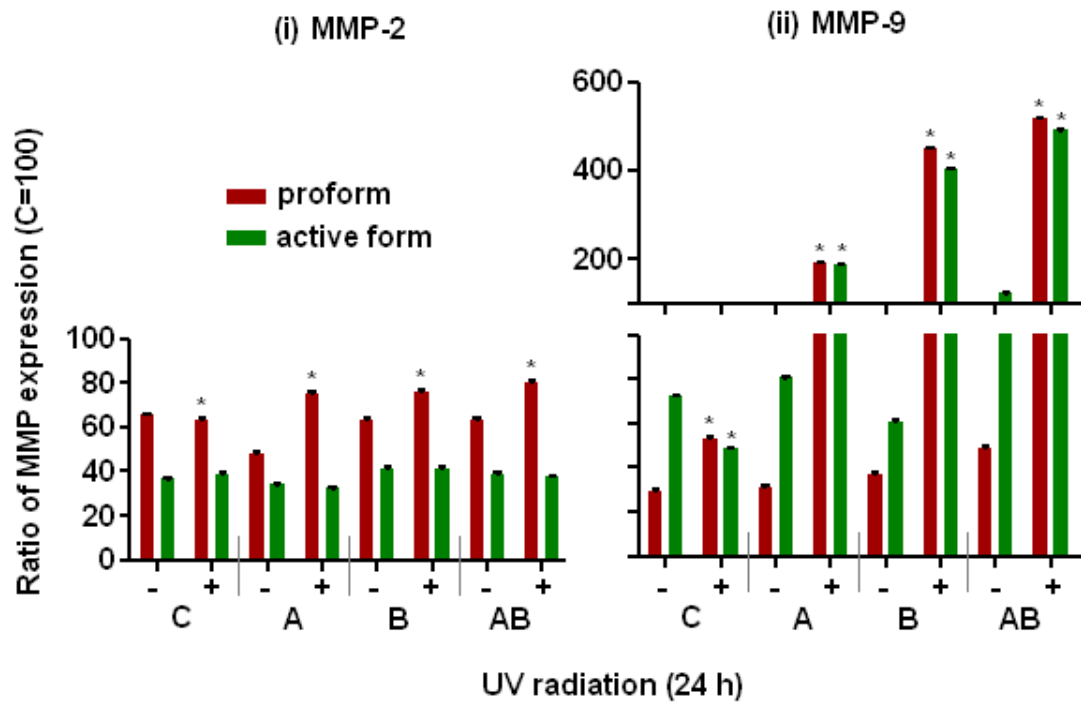 (i) MMP-2
(ii) MMP-9
Ratio of MMP expression (C=100)
proform
active form
600
400
200
100
80
60
40
20
0
* * * *
* * * * * * * *
- + - + - + - +
C A B AB
- + - + - + - +
C A B AB
UV radiation (24 h)